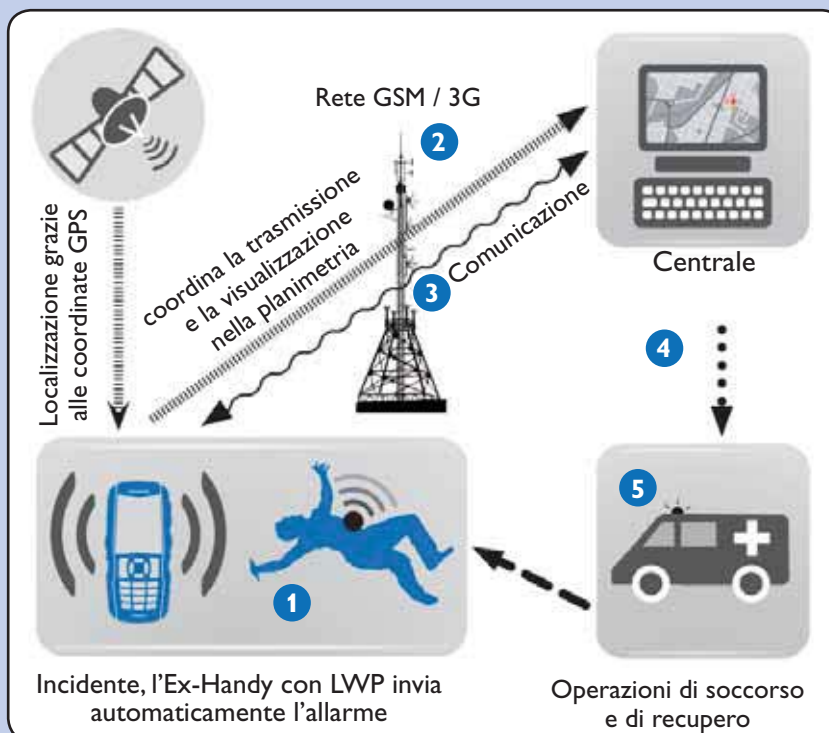 Rete GSM / 3G
2
Localizzazione grazie
alle coordinate GPS
coordina la trasmissione
e la visualizzazione
nella planimetria
Comunicazione
3
Centrale
4
5
1
Incidente, l'Ex-Handy con LWP invia
automaticamente l'allarme
Operazioni di soccorso
e di recupero